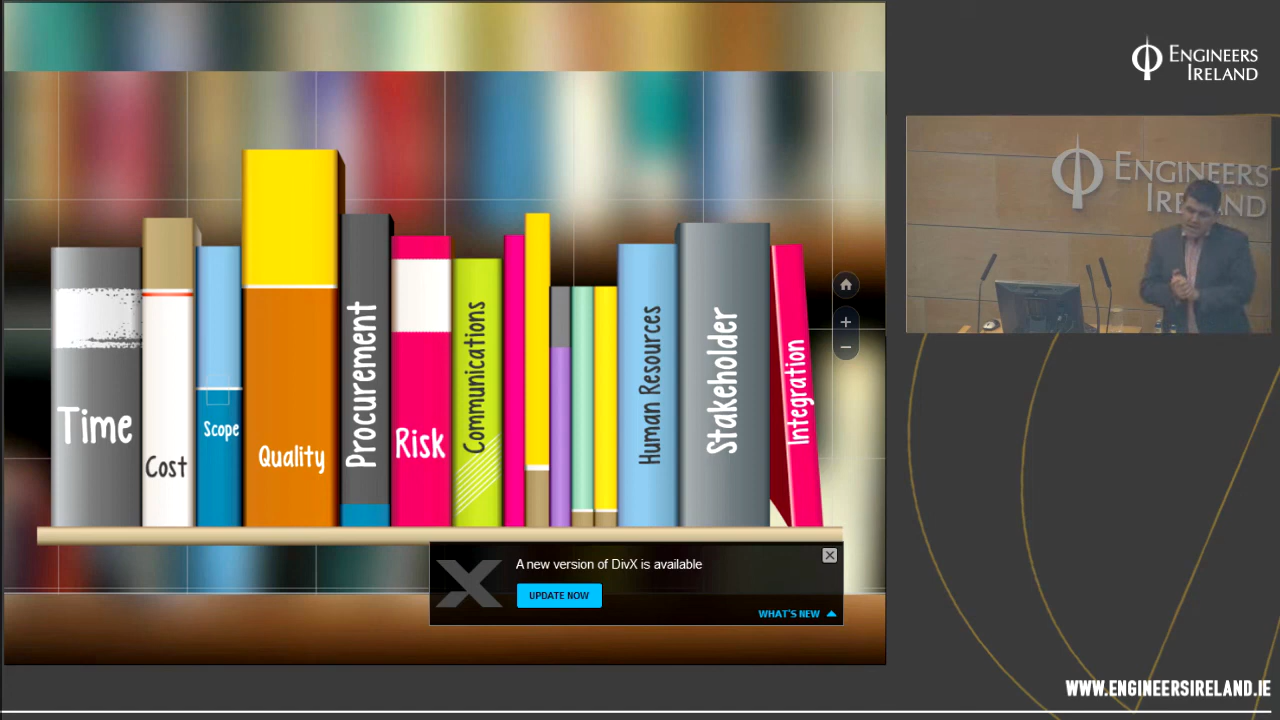 Time
Cost
Scope
Quality
Procurement
Risk
Communications
Human Resources
Stakeholder
Integration
A new version of DivX is available
UPDATE NOW
WHAT'S NEW
ENGINEERS
IRELAND
ENGINEERS
IRELAND
WWW.ENGINEERSIRELAND.IE